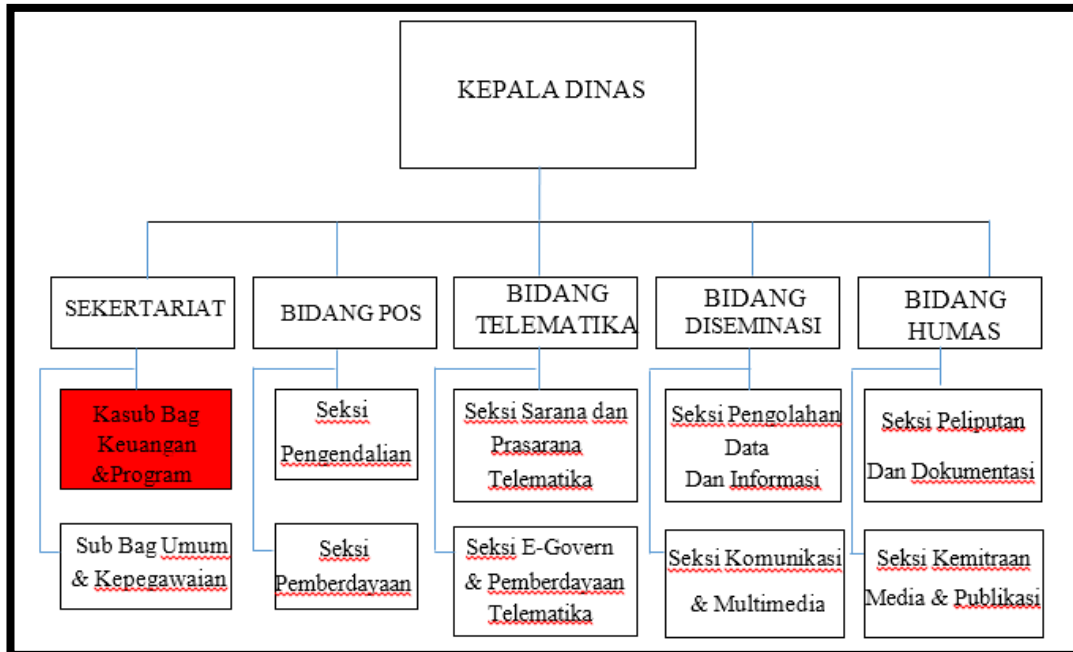 KEPALA DINAS
SEKERTARIAT
BIDANG POS
BIDANG
TELEMATIKA
BIDANG
DISEMINASI
BIDANG
HUMAS
Kasub Bag
Keuangan
&Program
Seksi
Pengendalian
Seksi Sarana dan
Prasarana
Telematika
Seksi Pengolahan
Data
Dan Informasi
Seksi Peliputan
Dan Dokumentasi
Sub Bag Umum
& Kepegawaian
Seksi
Pemberdayaan
Seksi E-Govern
& Pemberdayaan
Telematika
Seksi Komunikasi
& Multimedia
Seksi Kemitraan
Media & Publikasi